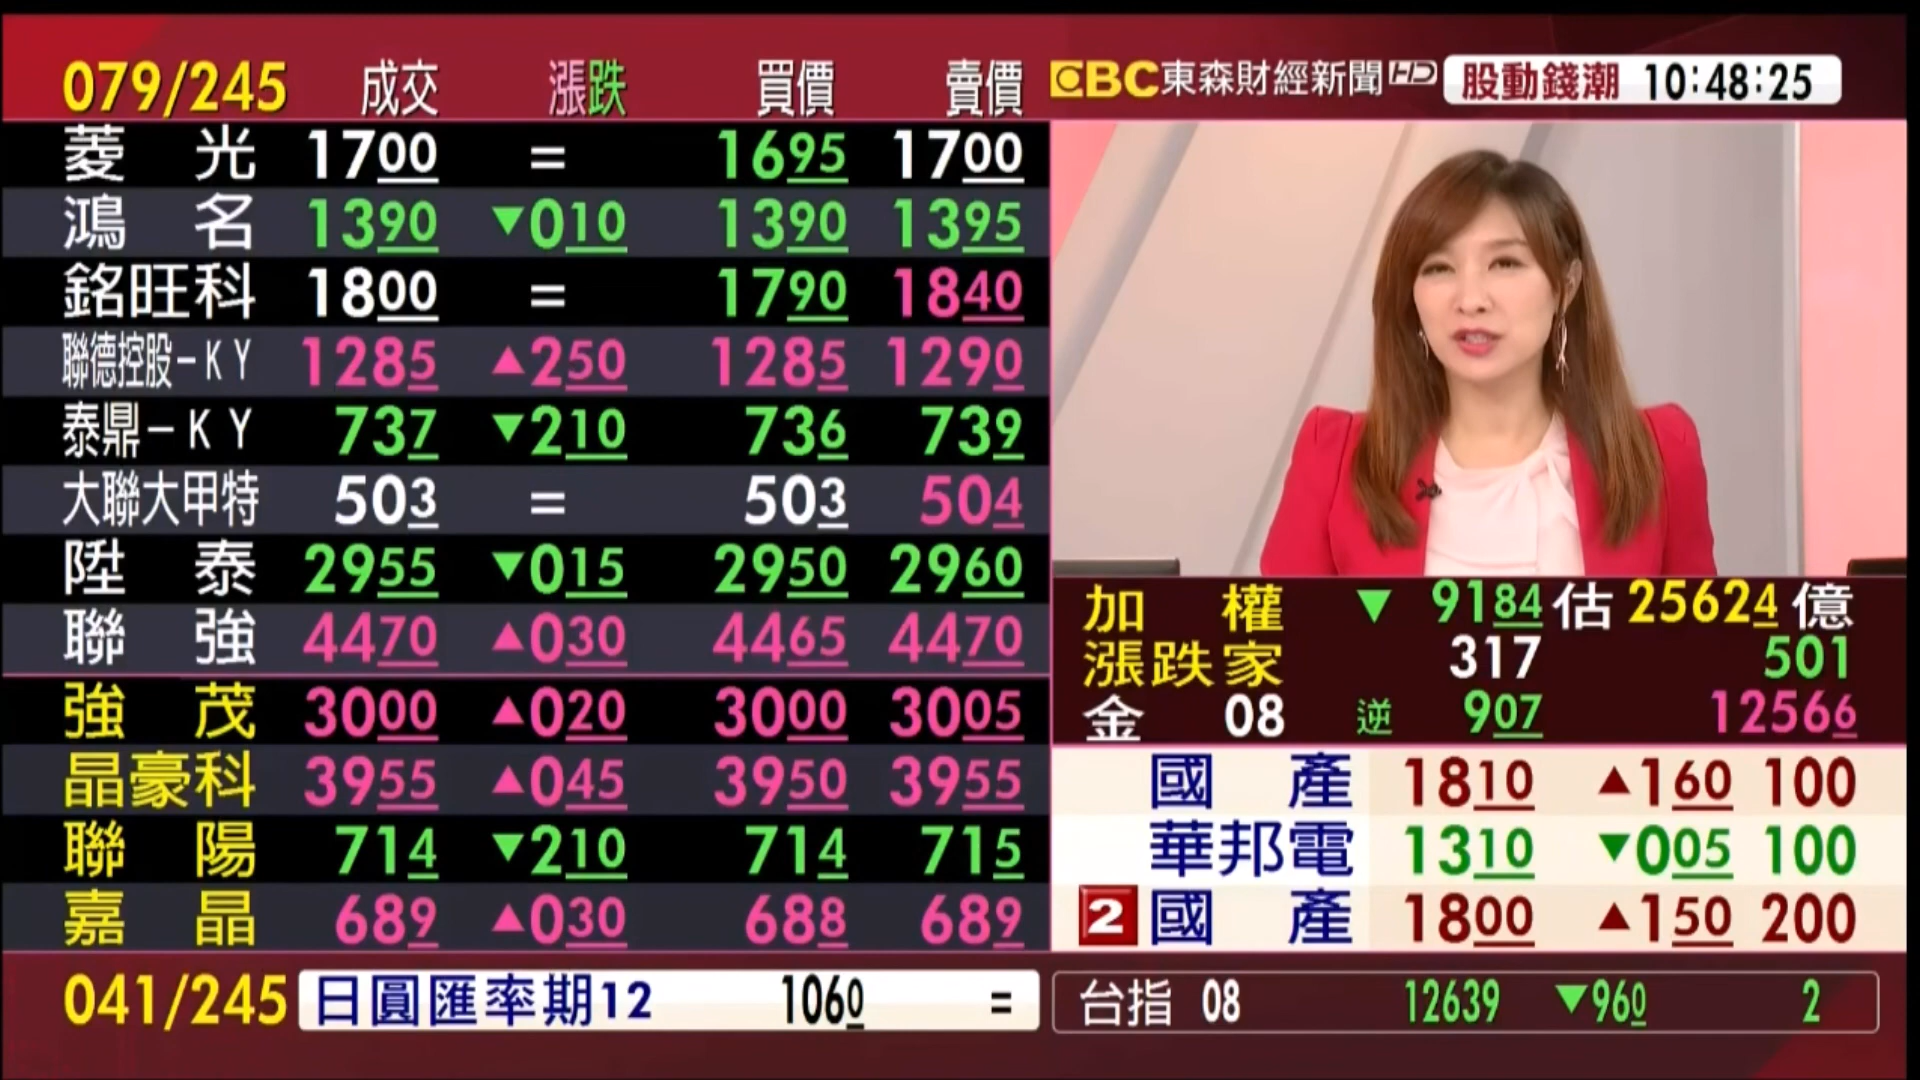 079/245 成交 漲跌 買價 賣價
菱光 1700 = 1695 1700
鴻名 1390 ▼010 1390 1395
銘旺科 1800 = 1790 1840
聯德控股-KY 1285 ▲250 1285 1290
泰鼎-KY 737 ▼210 736 739
大聯大甲特 503 = 503 504
陞泰 2955 ▼015 2950 2960
聯強 4470 ▲030 4465 4470
強茂 3000 ▲020 3000 3005
晶豪科 3955 ▲045 3950 3955
聯陽 714 ▼210 714 715
嘉晶 689 ▲030 688 689
041/245 日圓匯率期12 1060 =
EBC東森財經新聞HD 股動錢潮 10:48:25
加權 ▼ 9184 估 25624 億
漲跌家 317 501
金 08 逆 907 12566
國產 1810 ▲160 100
華邦電 1310 ▼005 100
2 國產 1800 ▲150 200
台指 08 12639 ▼960 2